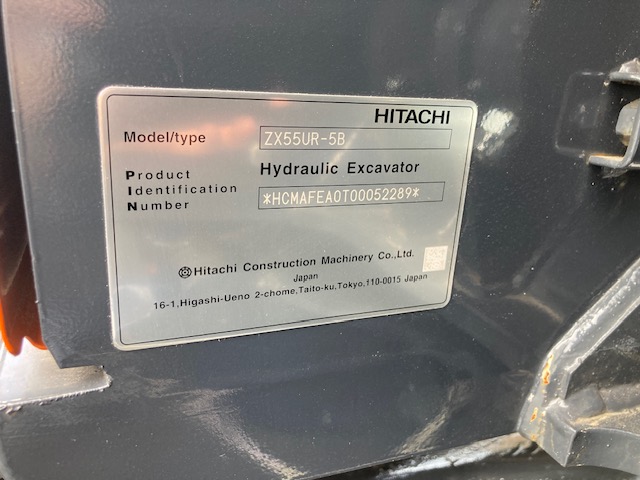 HITACHI
Model/type ZX55UR-5B
Hydraulic Excavator
Product
Identification
Number *HCMAFEA0T00052289*
Hitachi Construction Machinery Co.,Ltd.
Japan
16-1,Higashi-Ueno 2-chome,Taito-ku,Tokyo,110-0015 Japan